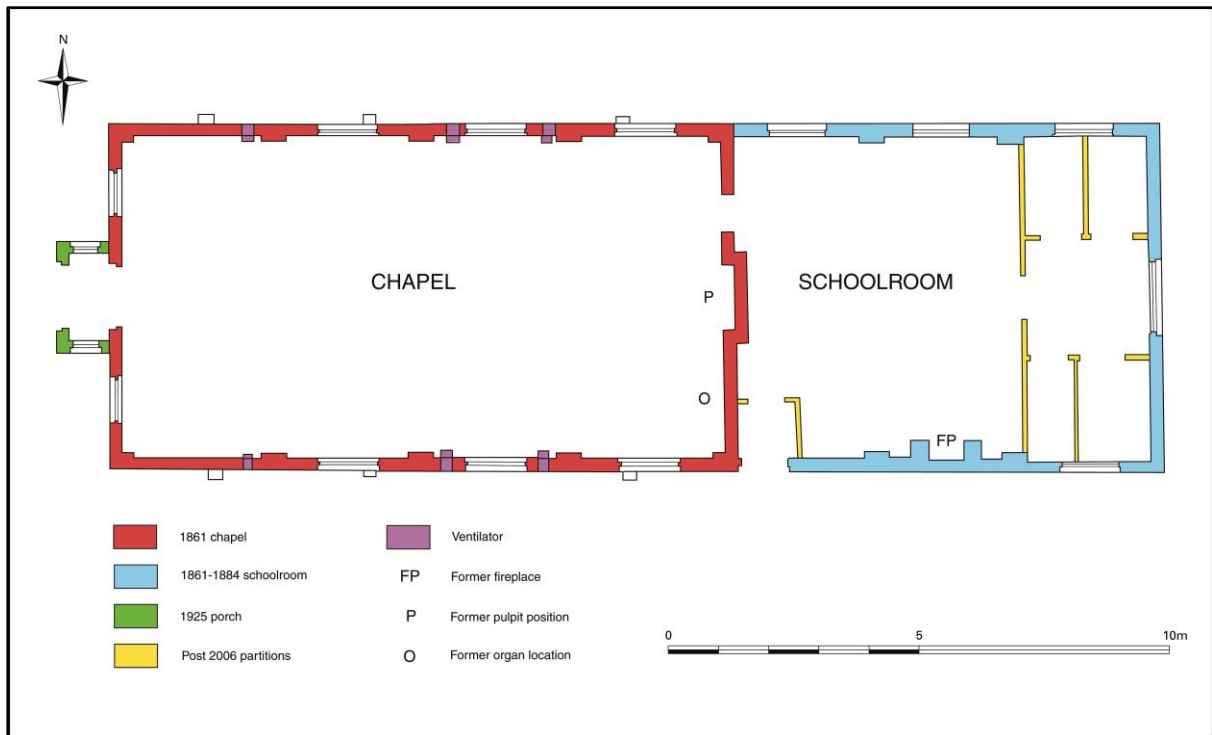 N
CHAPEL
SCHOOLROOM
P
O
FP
1861 chapel
1861-1884 schoolroom
1925 porch
Post 2006 partitions
Ventilator
FP Former fireplace
P Former pulpit position
O Former organ location
0 5 10m